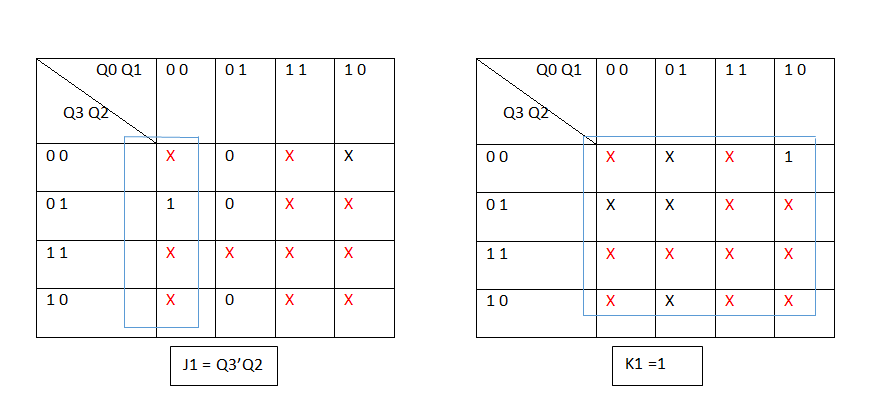 Q0 Q1 0 0 0 1 1 1 1 0
Q3 Q2
0 0 X 0 X X
0 1 1 0 X X
1 1 X X X X
1 0 X 0 X X
J1 = Q3’Q2
Q0 Q1 0 0 0 1 1 1 1 0
Q3 Q2
0 0 X X X 1
0 1 X X X X
1 1 X X X X
1 0 X X X X
K1 =1